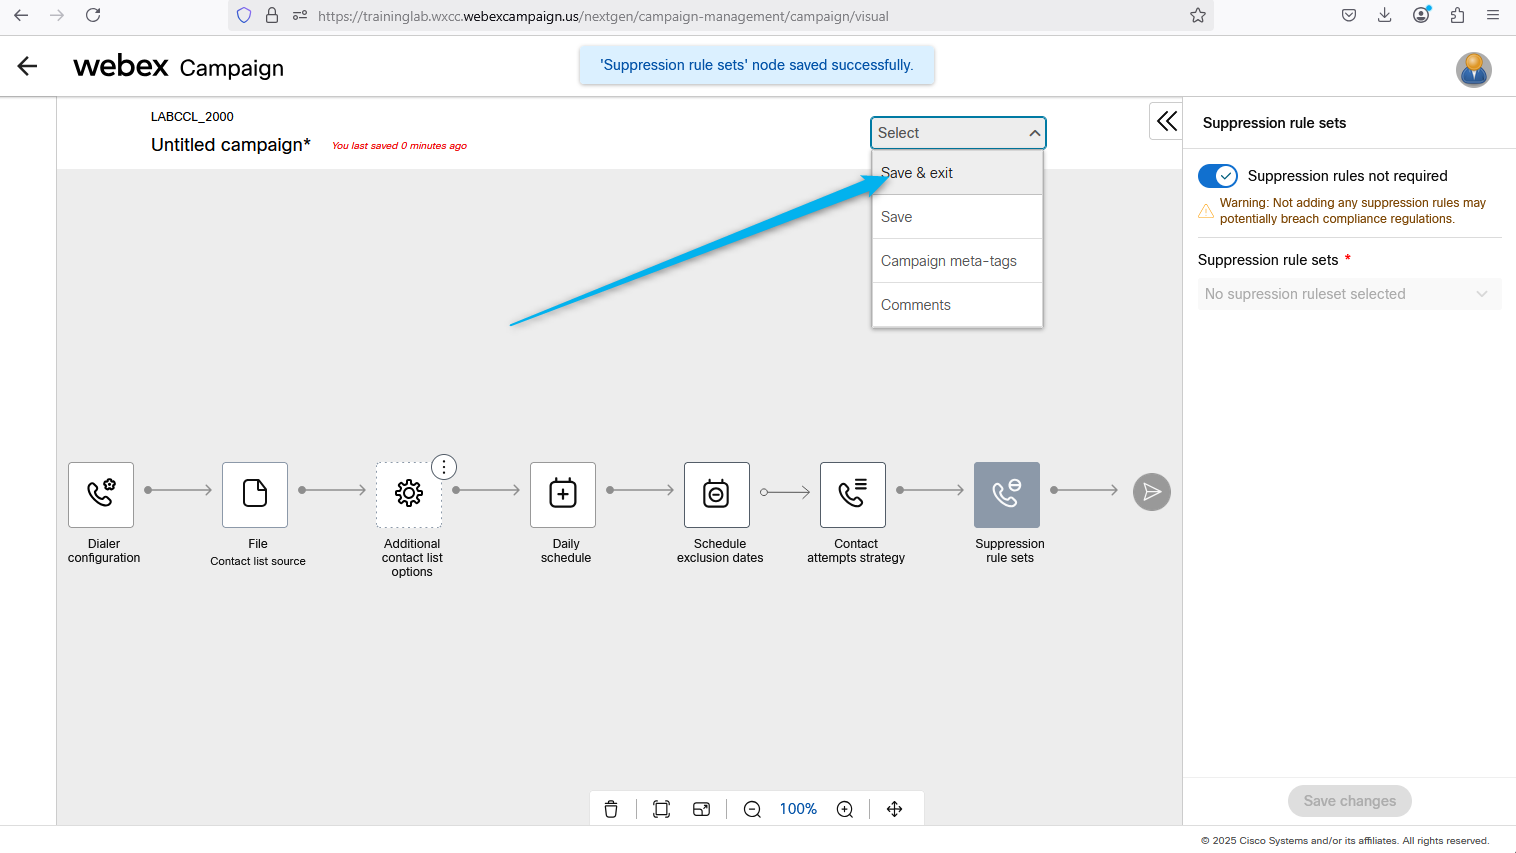 https://traininglab.wxcc.webexcampaign.us/nextgen/campaign-management/campaign/visual
webex Campaign
'Suppression rule sets' node saved successfully.
LABCCL_2000
Untitled campaign*
You last saved 0 minutes ago
Select
Save & exit
Save
Campaign meta-tags
Comments
Suppression rule sets
Suppression rules not required
Warning: Not adding any suppression rules may
potentially breach compliance regulations.
Suppression rule sets *
No supression ruleset selected
Dialer
configuration
File
Contact list source
Additional
contact list
options
Daily
schedule
Schedule
exclusion dates
Contact
attempts strategy
Suppression
rule sets
100%
Save changes
© 2025 Cisco Systems and/or its affiliates. All rights reserved.